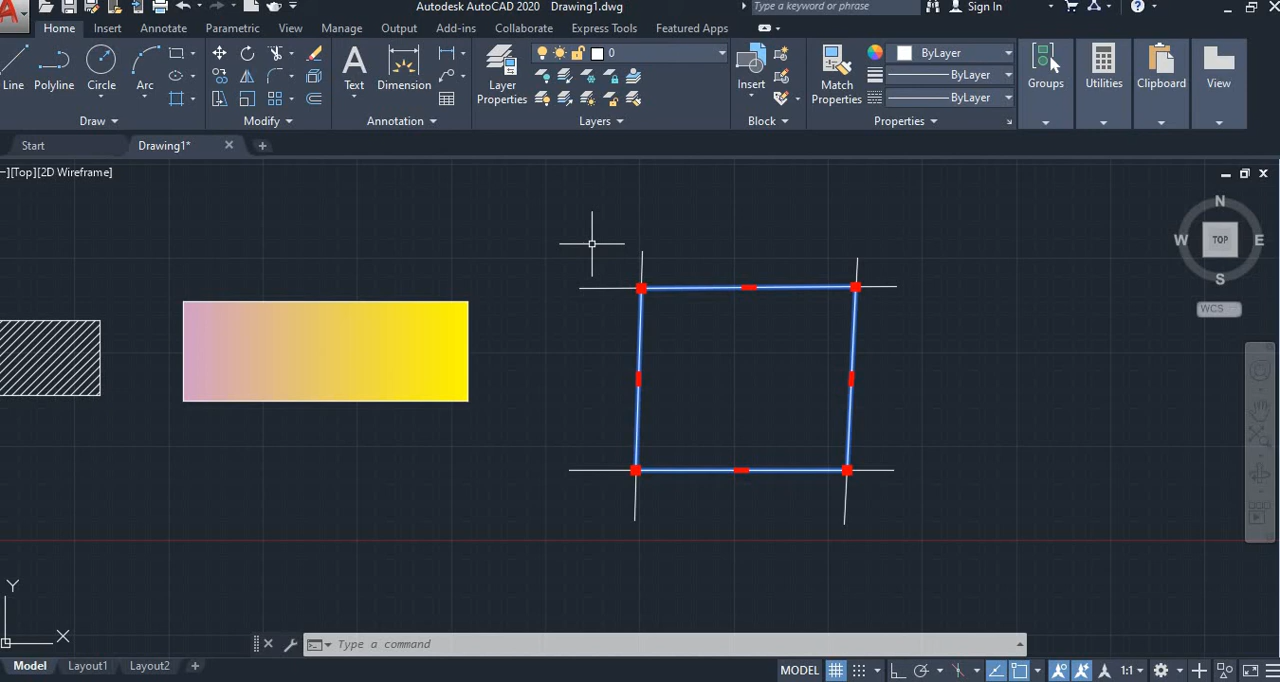 Autodesk AutoCAD 2020 Drawing1.dwg
Type a keyword or phrase
Sign In
Home Insert Annotate Parametric View Manage Output Add-ins Collaborate Express Tools Featured Apps
Line Polyline Circle Arc
Text Dimension
Layer Properties
0
Insert
Match Properties
ByLayer
ByLayer
ByLayer
Groups Utilities Clipboard View
Draw Modify Annotation Layers Block Properties
Start Drawing1*
–][Top][2D Wireframe]
N
W TOP E
S
WCS
Y
X
Type a command
Model Layout1 Layout2
MODEL 1:1